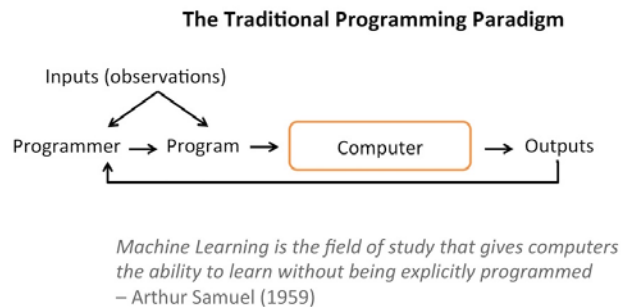 The Traditional Programming Paradigm
Inputs (observations)
Programmer
Program
Computer
Outputs
Machine Learning is the field of study that gives computers
the ability to learn without being explicitly programmed
– Arthur Samuel (1959)